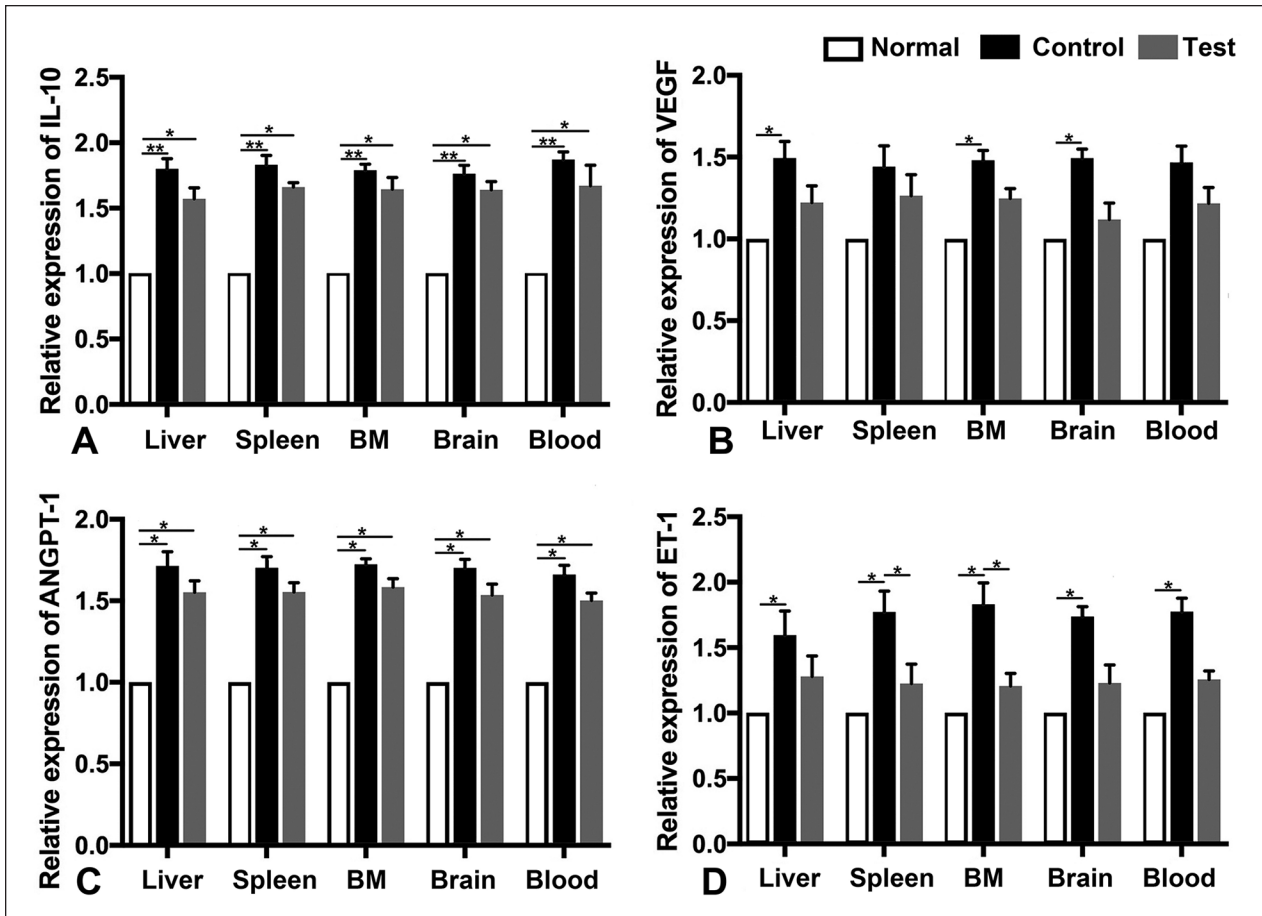 Normal Control Test
Relative expression of IL-10
2.5
2.0
1.5
1.0
0.5
0.0
* * * * *
** ** ** ** **
A
Liver Spleen BM Brain Blood
Relative expression of VEGF
2.0
1.5
1.0
0.5
0.0
* * *
B
Liver Spleen BM Brain Blood
Relative expression of ANGPT-1
2.0
1.5
1.0
0.5
0.0
* * * * *
* * * * *
C
Liver Spleen BM Brain Blood
Relative expression of ET-1
2.5
2.0
1.5
1.0
0.5
0.0
* * * * * * *
D
Liver Spleen BM Brain Blood